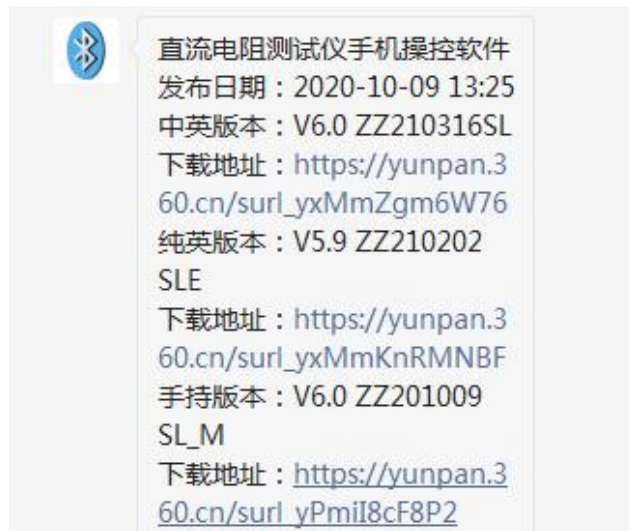 直流电阻测试仪手机操控软件
发布日期：2020-10-09 13:25
中英版本：V6.0 ZZ210316SL
下载地址：https://yunpan.3
60.cn/surl_yxMmZgm6W76
纯英版本：V5.9 ZZ210202
SLE
下载地址：https://yunpan.3
60.cn/surl_yxMmKnRMNBF
手持版本：V6.0 ZZ201009
SL_M
下载地址：https://yunpan.3
60.cn/surl_yPmiI8cF8P2